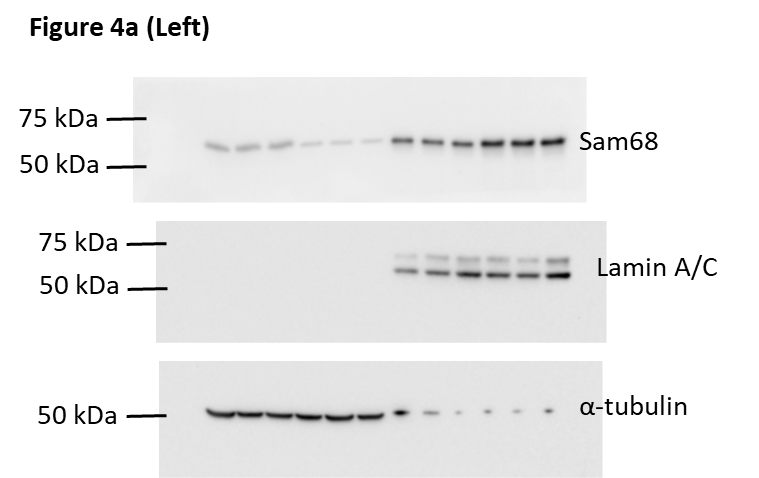 Figure 4a (Left)
75 kDa
50 kDa
Sam68
75 kDa
50 kDa
Lamin A/C
50 kDa
α-tubulin